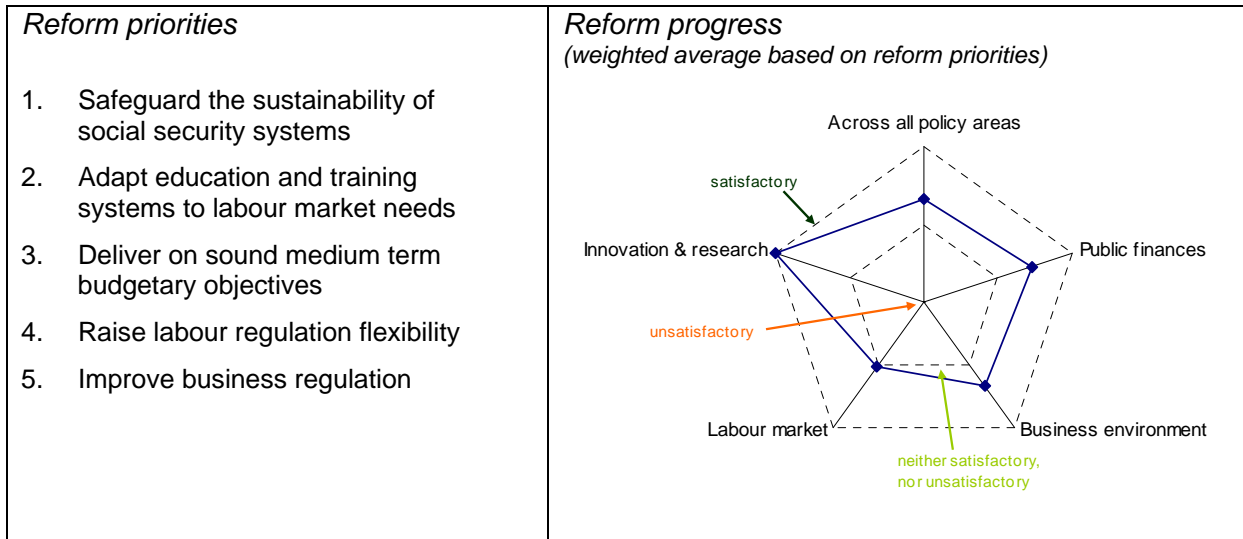 Reform priorities
1. Safeguard the sustainability of
social security systems
2. Adapt education and training
systems to labour market needs
3. Deliver on sound medium term
budgetary objectives
4. Raise labour regulation flexibility
5. Improve business regulation
Reform progress
(weighted average based on reform priorities)
Across all policy areas
satisfactory
Innovation & research
Public finances
unsatisfactory
Labour market
Business environment
neither satisfactory,
nor unsatisfactory